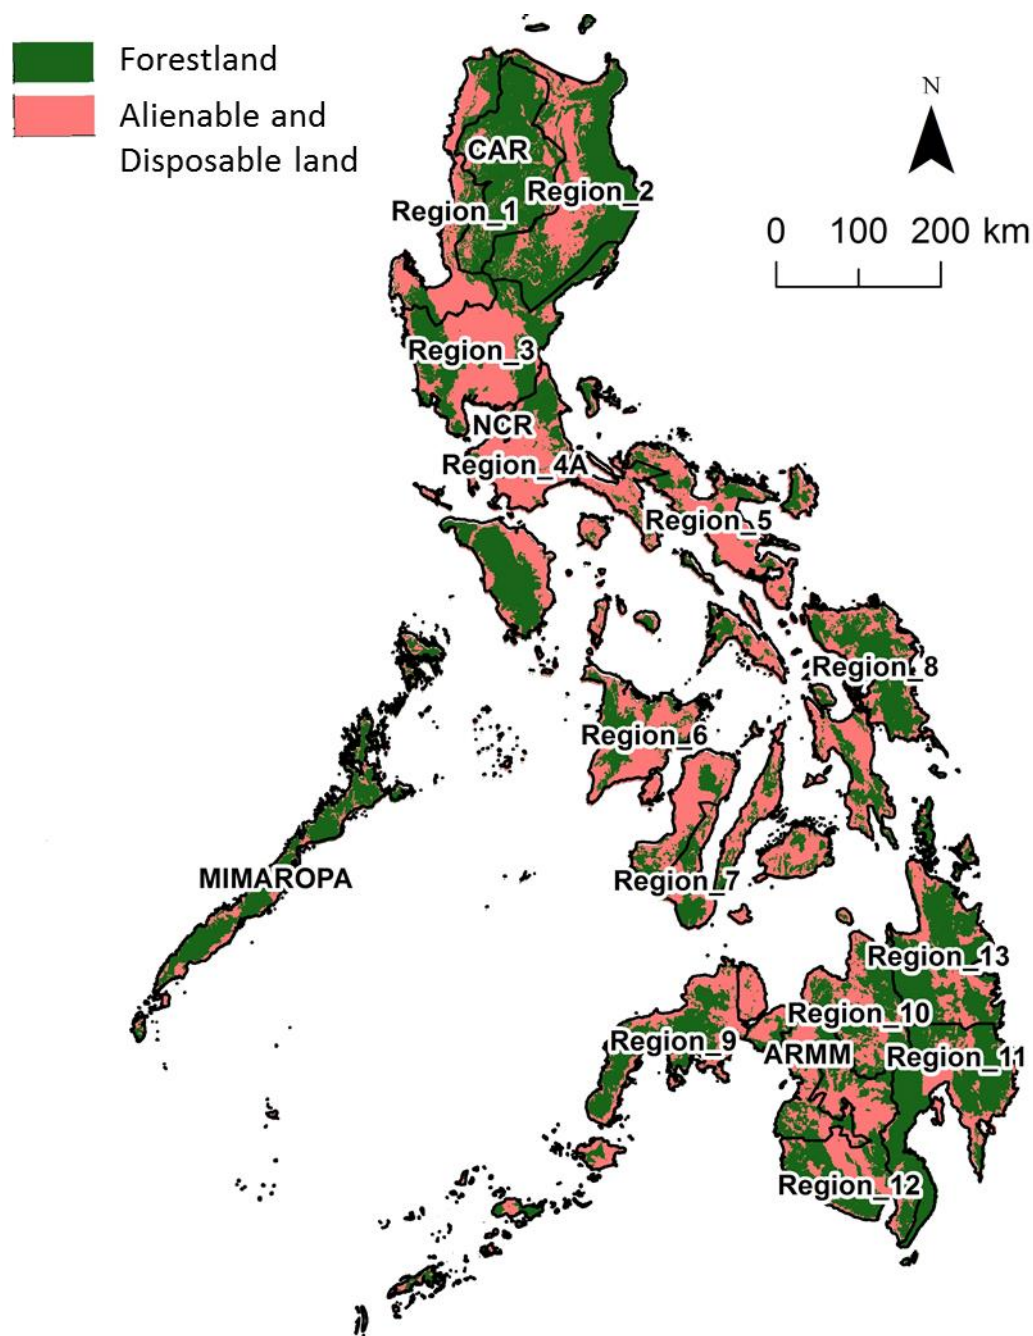 Forestland
Alienable and
Disposable land
N
0 100 200 km
CAR
Region_2
Region_1
Region_3
NCR
Region_4A
Region_5
Region_8
Region_6
MIMAROPA
Region_7
Region_13
Region_10
Region_9
ARMM
Region_11
Region_12